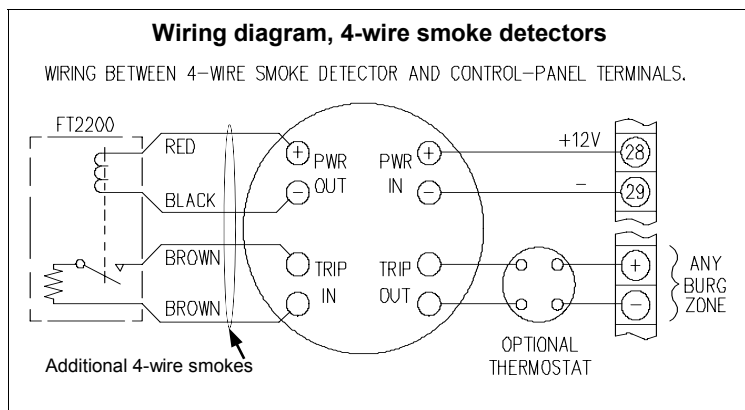 Wiring diagram, 4-wire smoke detectors
WIRING BETWEEN 4-WIRE SMOKE DETECTOR AND CONTROL-PANEL TERMINALS.
FT2200
RED
BLACK
BROWN
BROWN
Additional 4-wire smokes
+ PWR
- OUT
TRIP
IN
PWR +
IN -
TRIP
OUT
+12V
28
-
29
OPTIONAL
THERMOSTAT
+
-
ANY
BURG
ZONE